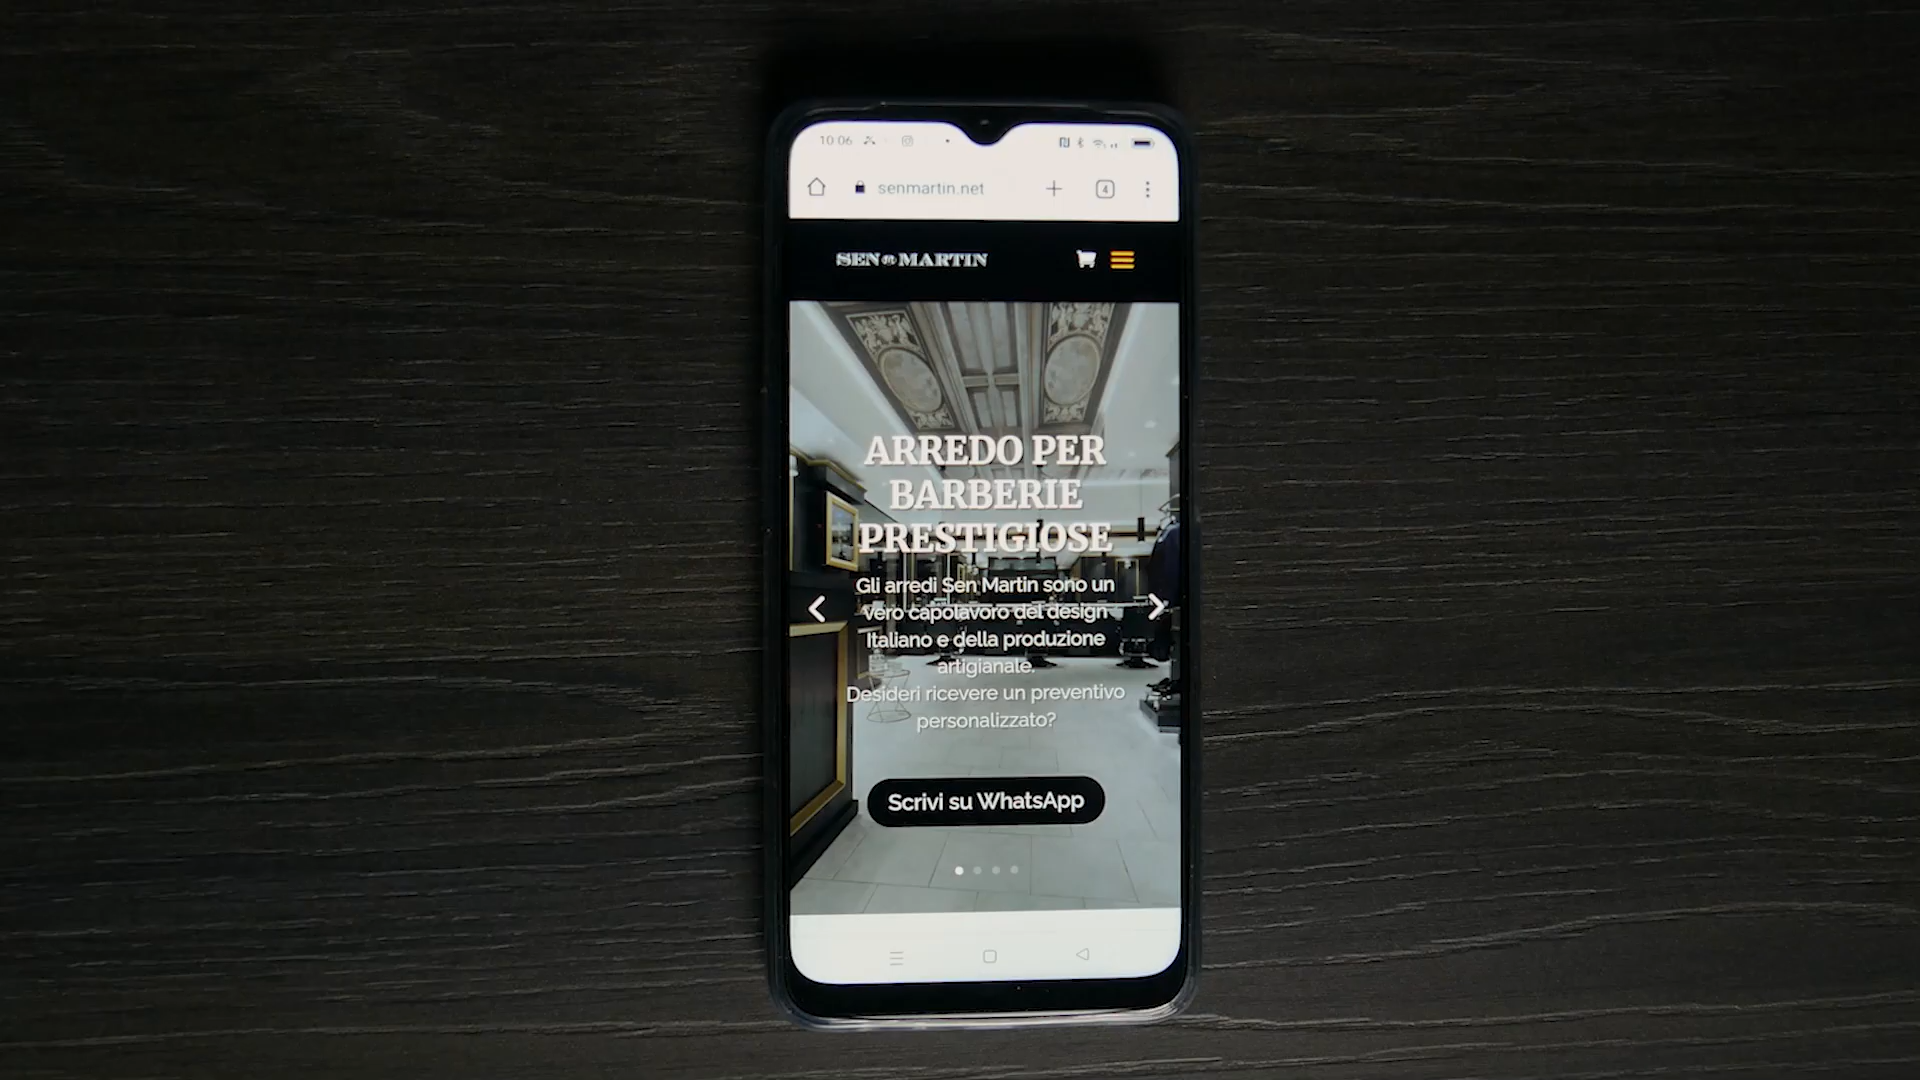 10:06
senmartin.net
4
SEN m MARTIN
ARREDO PER
BARBERIE
PRESTIGIOSE
Gli arredi Sen Martin sono un
vero capolavoro del design
Italiano e della produzione
artigianale.
Desideri ricevere un preventivo
personalizzato?
Scrivi su WhatsApp